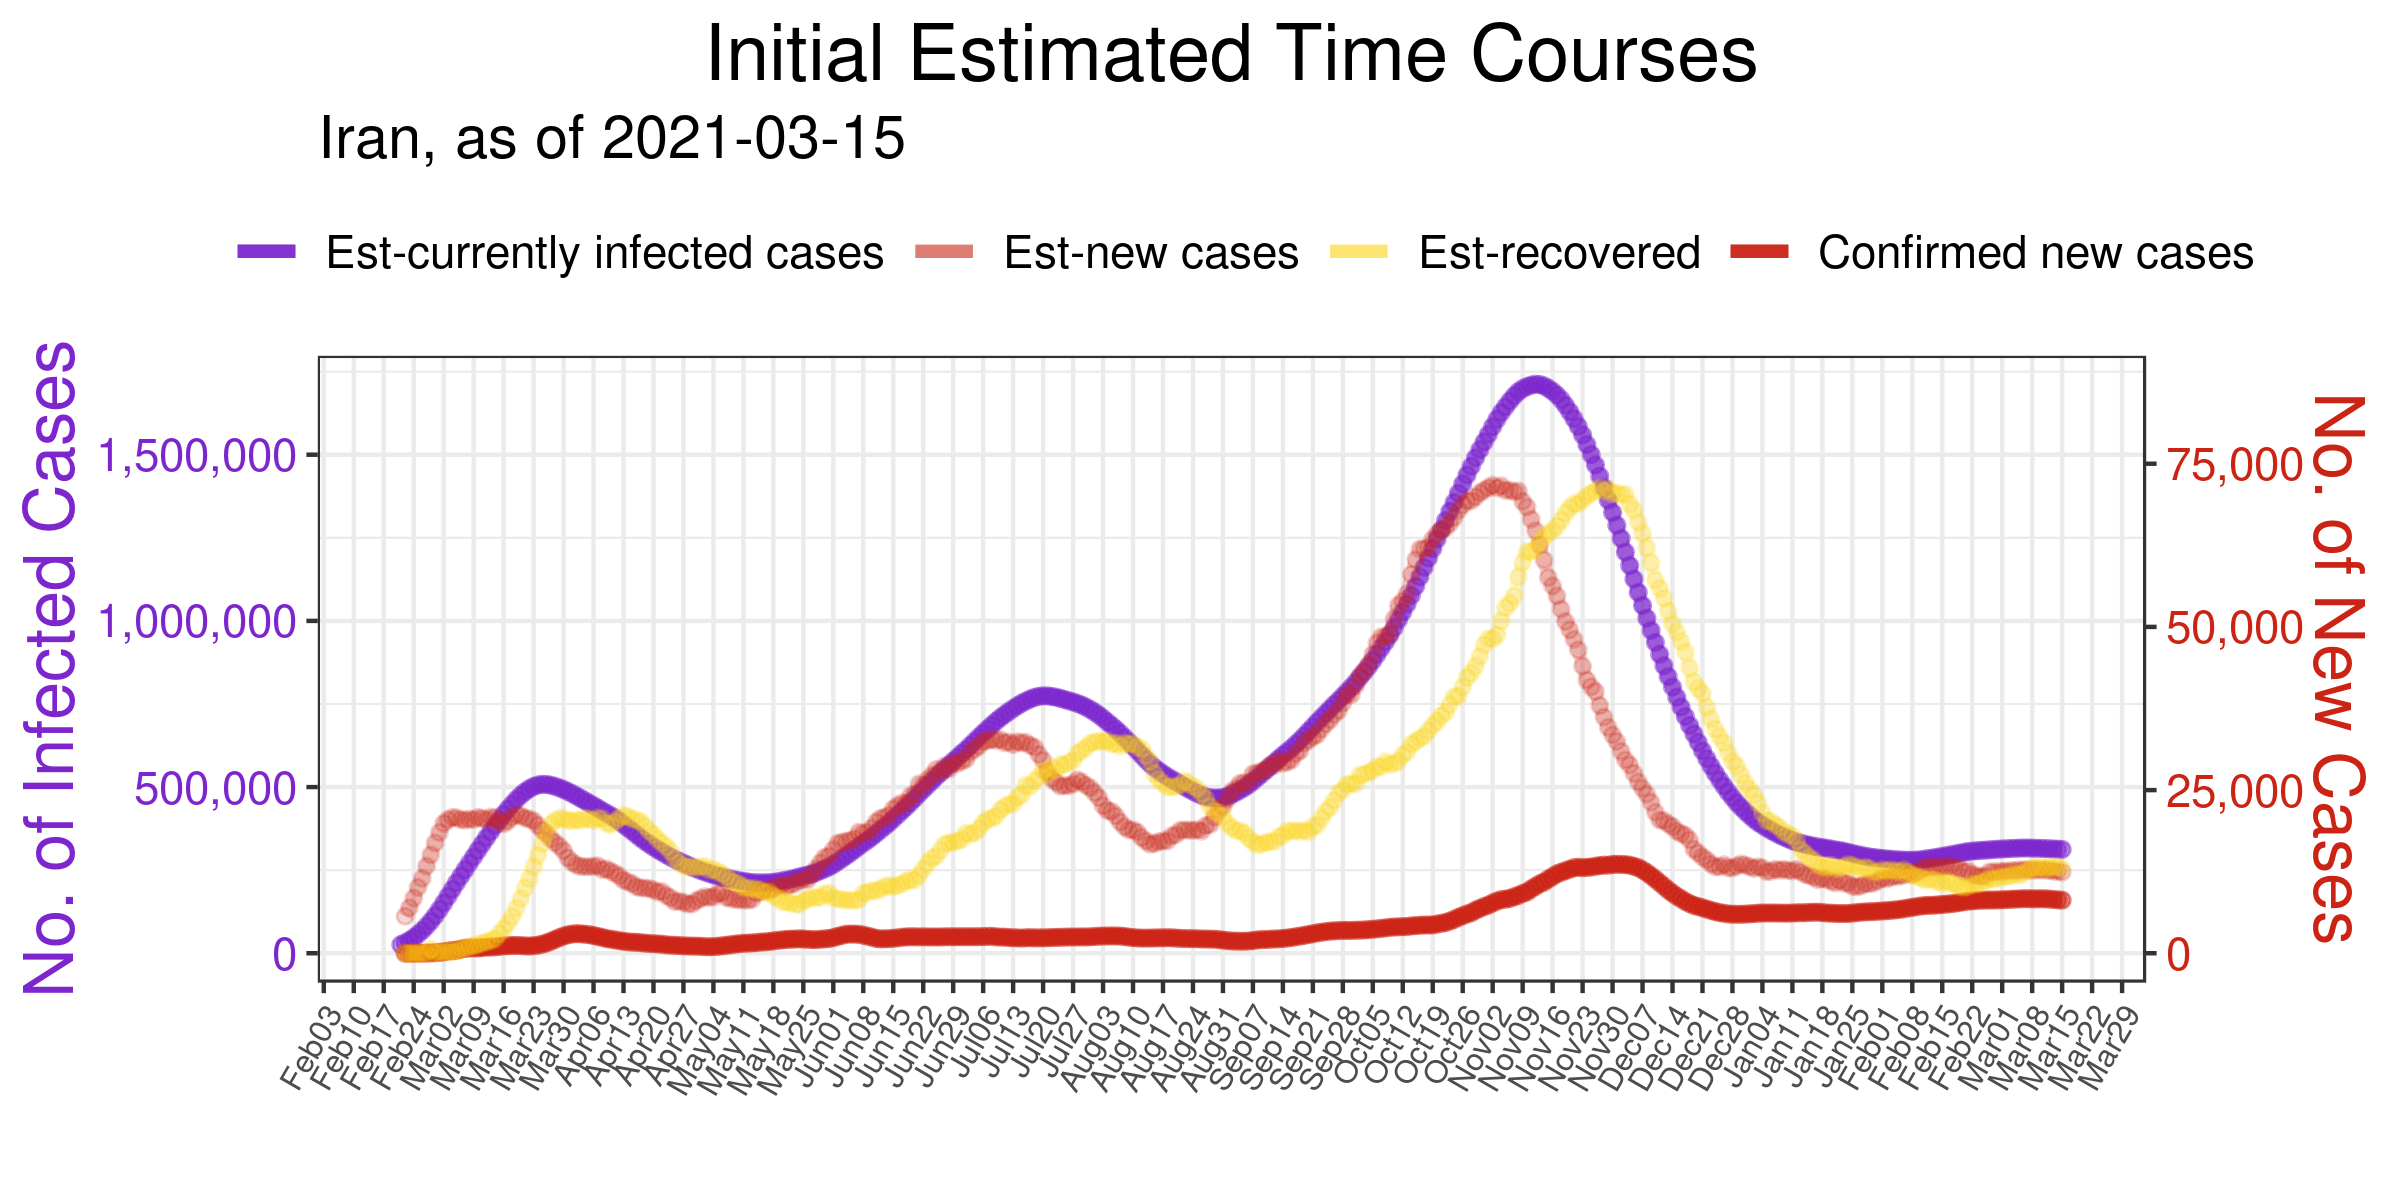 Initial Estimated Time Courses
Iran, as of 2021-03-15
Est-currently infected cases Est-new cases Est-recovered Confirmed new cases
No. of Infected Cases
1,500,000
1,000,000
500,000
0
75,000
50,000
25,000
0
No. of New Cases
Feb03 Feb10 Feb17 Feb24 Mar02 Mar09 Mar16 Mar23 Mar30 Apr06 Apr13 Apr20 Apr27 May04 May11 May18 May25 Jun01 Jun08 Jun15 Jun22 Jun29 Jul06 Jul13 Jul20 Jul27 Aug03 Aug10 Aug17 Aug24 Aug31 Sep07 Sep14 Sep21 Sep28 Oct05 Oct12 Oct19 Oct26 Nov02 Nov09 Nov16 Nov23 Nov30 Dec07 Dec14 Dec21 Dec28 Jan04 Jan11 Jan18 Jan25 Feb01 Feb08 Feb15 Feb22 Mar01 Mar08 Mar15 Mar22 Mar29